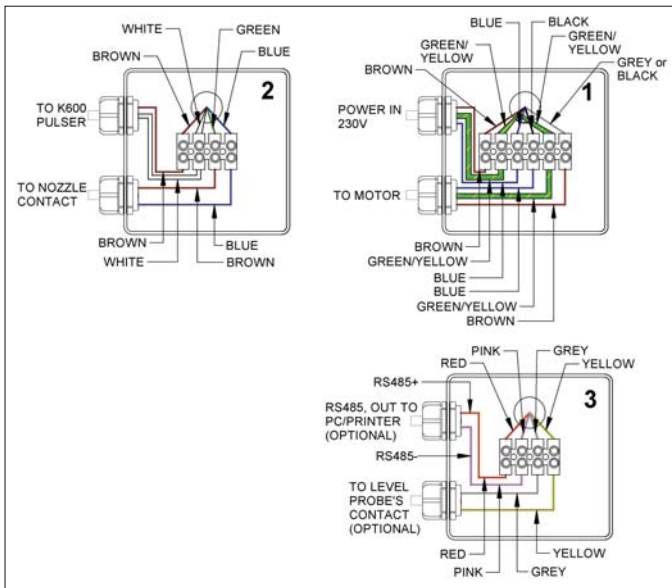 WHITE
GREEN
BROWN
BLUE
2
TO K600
PULSER
TO NOZZLE
CONTACT
BROWN
BLUE
WHITE
BROWN
BLUE
BLACK
GREEN/
YELLOW
GREEN/
YELLOW
BROWN
GREY or
BLACK
1
POWER IN
230V
TO MOTOR
BROWN
GREEN/YELLOW
BLUE
BLUE
GREEN/YELLOW
BROWN
PINK
GREY
RED
YELLOW
RS485+
3
RS485, OUT TO
PC/PRINTER
(OPTIONAL)
RS485-
TO LEVEL
PROBE'S
CONTACT
(OPTIONAL)
RED
YELLOW
PINK
GREY